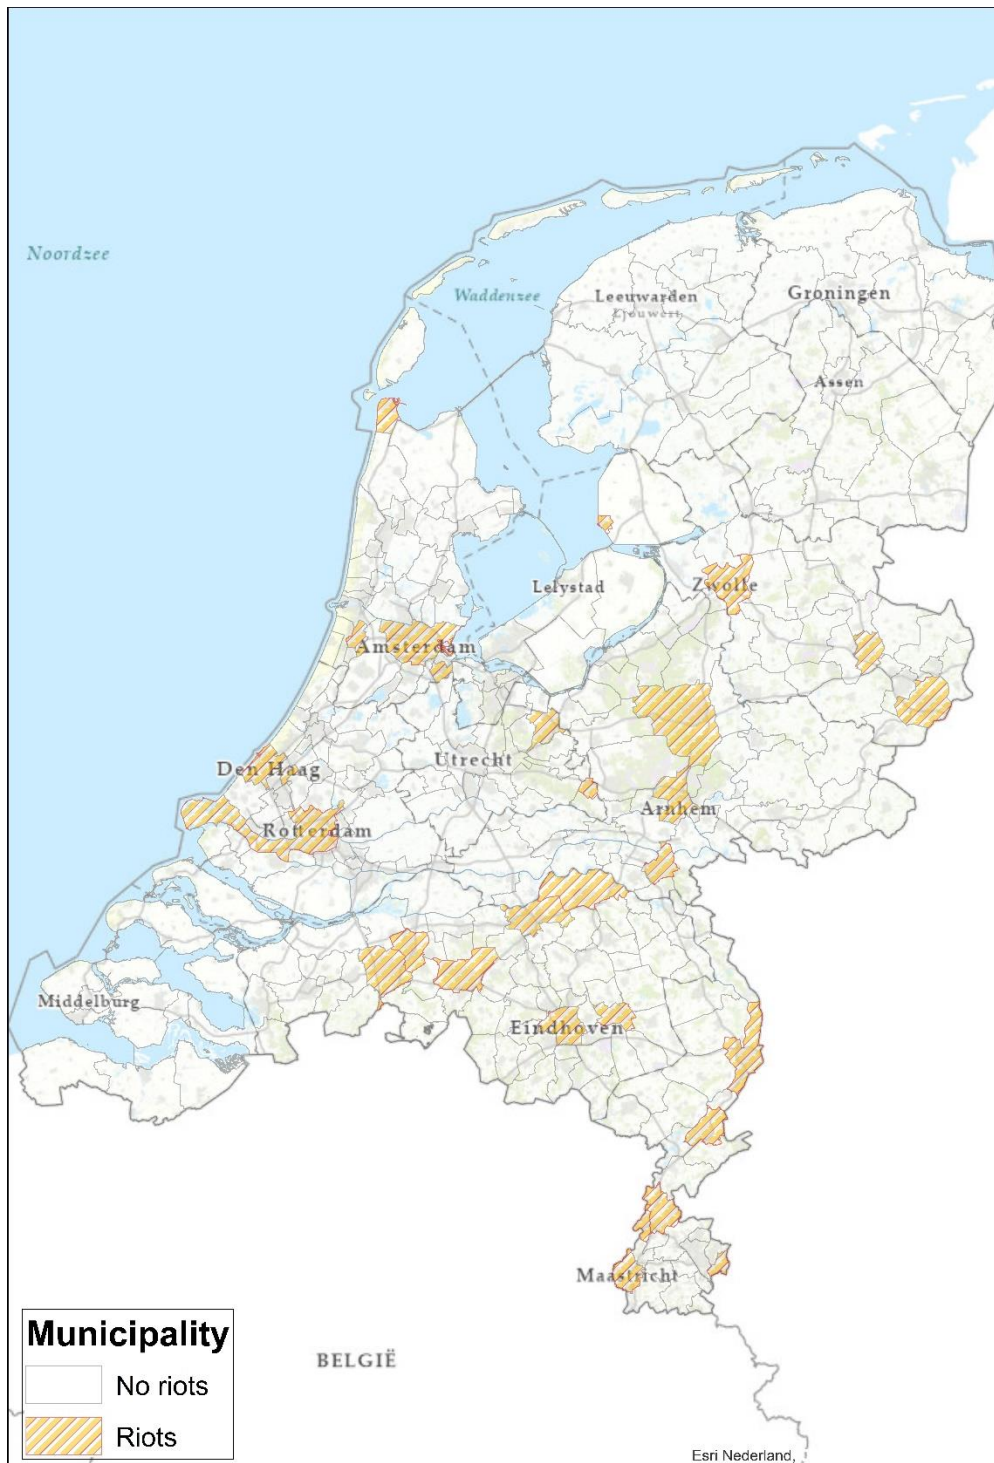 Noordzee
Waddenzee
Leeuwarden
Ljouwert
Groningen
Assen
Lelystad
Zwolle
Amsterdam
Den Haag
Utrecht
Rotterdam
Arnhem
Middelburg
Eindhoven
Maastricht
BELGIË
Municipality
No riots
Riots
Esri Nederland,